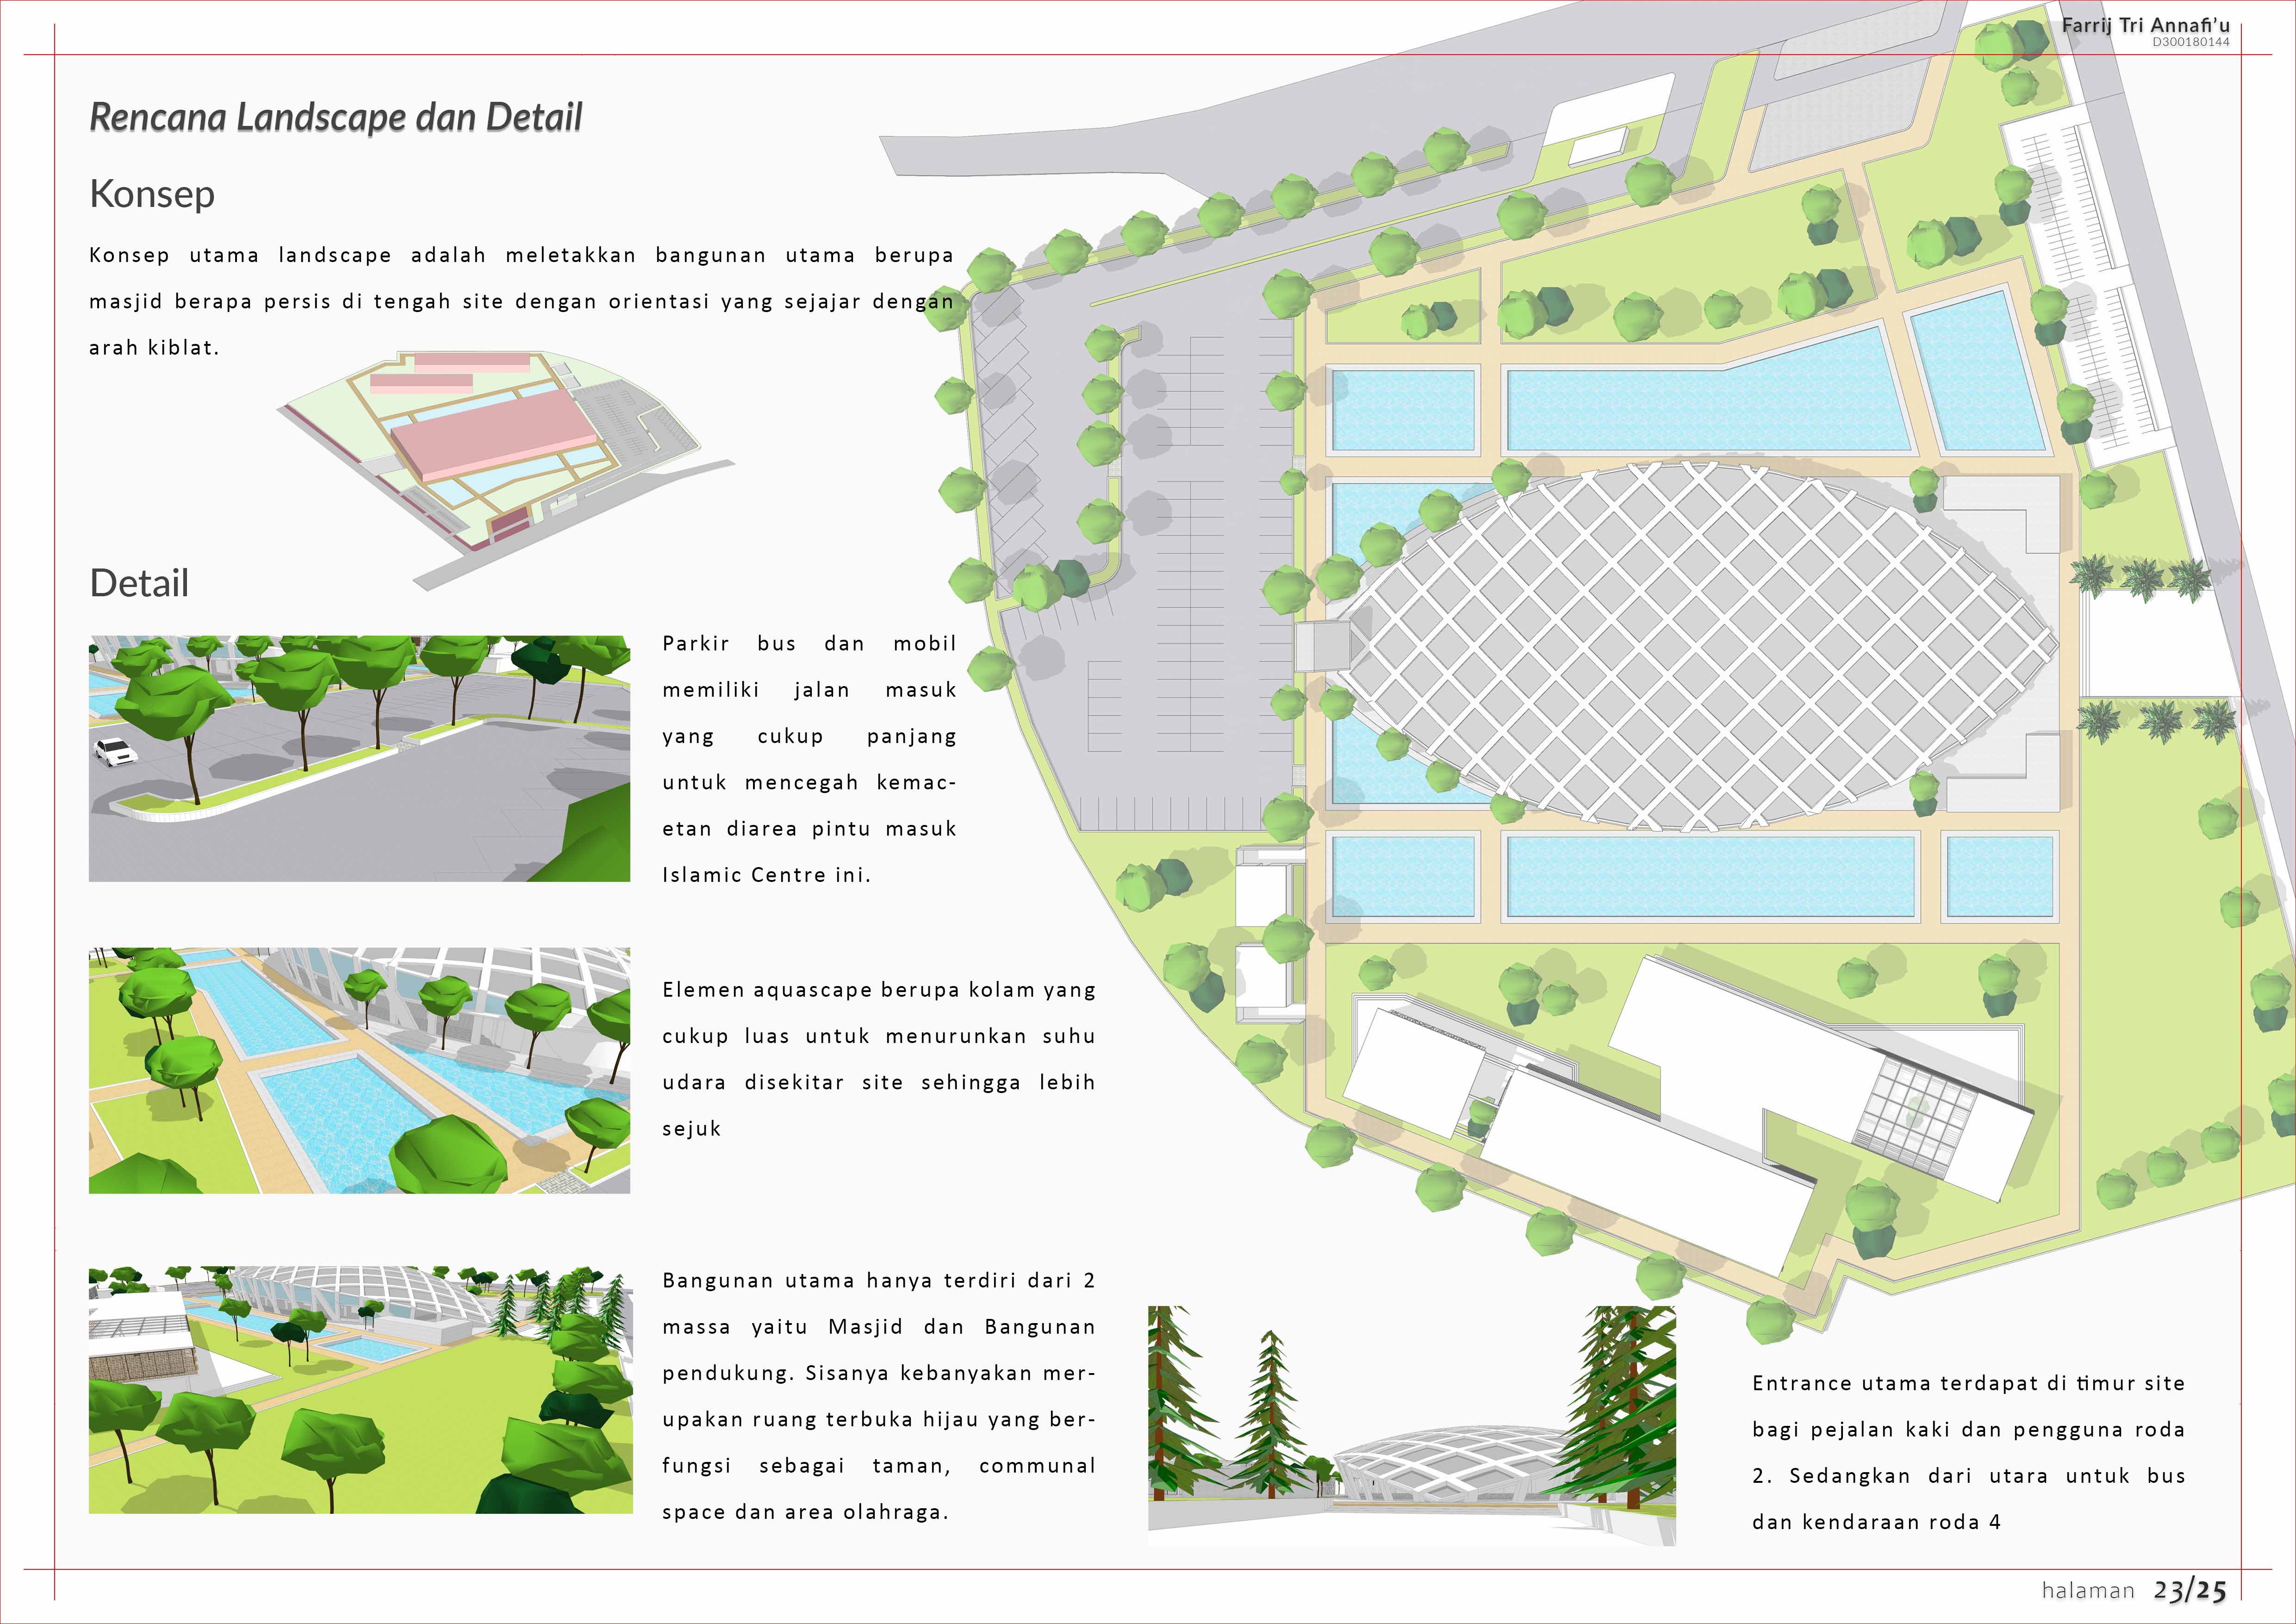 Farrij Tri Annafi'u
D300180144
Rencana Landscape dan Detail
Konsep
Konsep utama landscape adalah meletakkan bangunan utama berupa
masjid berapa persis di tengah site dengan orientasi yang sejajar dengan
arah kiblat.
Detail
Parkir bus dan mobil
memiliki jalan masuk
yang cukup panjang
untuk mencegah kemac-
etan diarea pintu masuk
Islamic Centre ini.
Elemen aquascape berupa kolam yang
cukup luas untuk menurunkan suhu
udara disekitar site sehingga lebih
sejuk
Bangunan utama hanya terdiri dari 2
massa yaitu Masjid dan Bangunan
pendukung. Sisanya kebanyakan mer-
upakan ruang terbuka hijau yang ber-
fungsi sebagai taman, communal
space dan area olahraga.
Entrance utama terdapat di timur site
bagi pejalan kaki dan pengguna roda
2. Sedangkan dari utara untuk bus
dan kendaraan roda 4
halaman 23/25